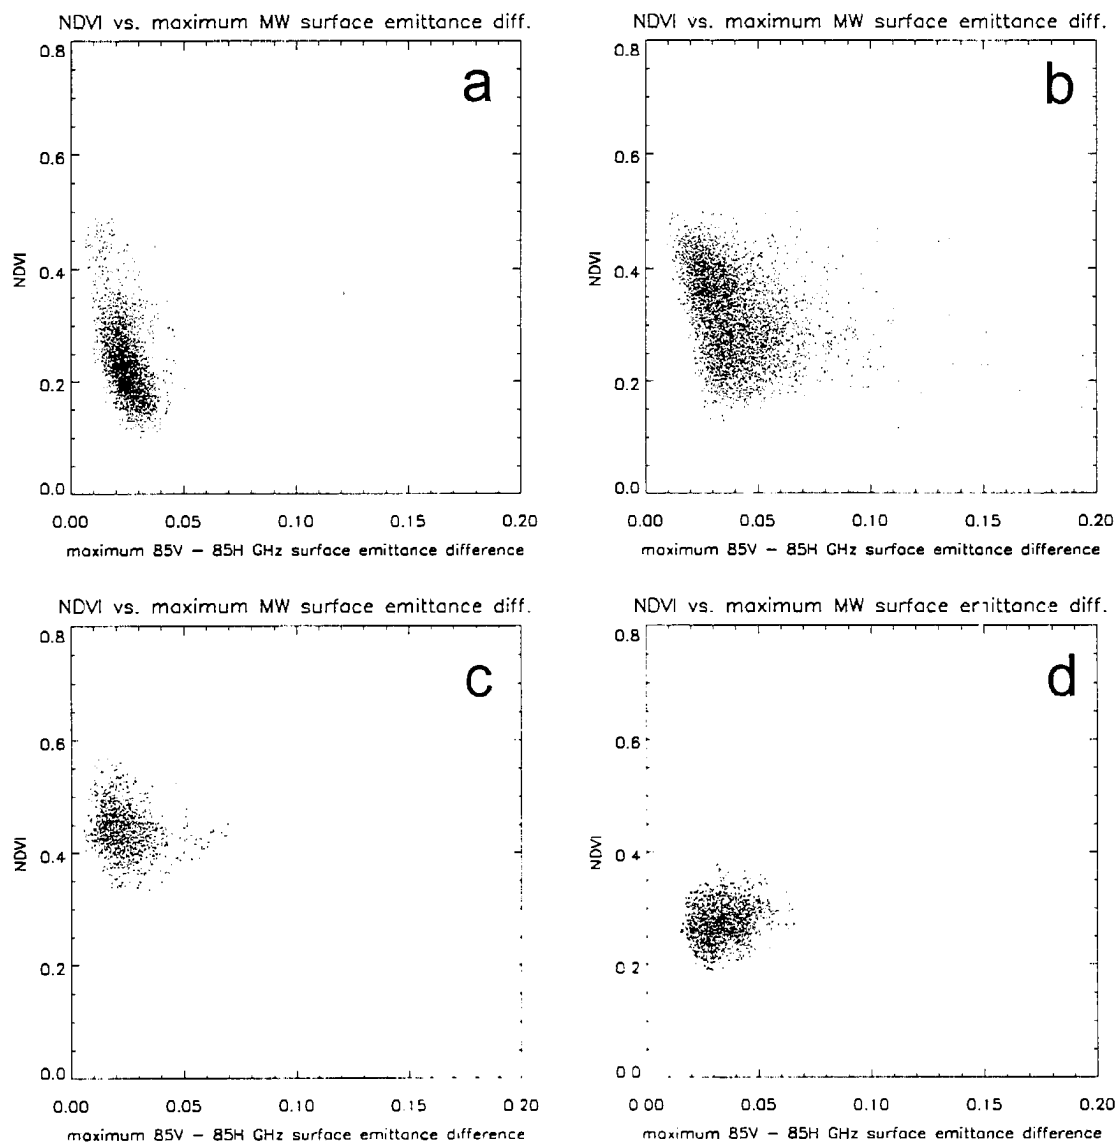 NDVI vs. maximum MW surface emittance diff.
a
0.8
0.6
0.4
0.2
0.0
NDVI
0.00 0.05 0.10 0.15 0.20
maximum 85V – 85H GHz surface emittance difference
NDVI vs. maximum MW surface emittance diff.
b
0.8
0.6
0.4
0.2
0.0
NDVI
0.00 0.05 0.10 0.15 0.20
maximum 85V – 85H GHz surface emittance difference
NDVI vs. maximum MW surface emittance diff.
c
0.8
0.6
0.4
0.2
0.0
NDVI
0.00 0.05 0.10 0.15 0.20
maximum 85V – 85H GHz surface emittance difference
NDVI vs. maximum MW surface emittance diff.
d
0.8
0.6
0.4
0.2
0.0
NDVI
0.00 0.05 0.10 0.15 0.20
maximum 85V – 85H GHz surface emittance difference